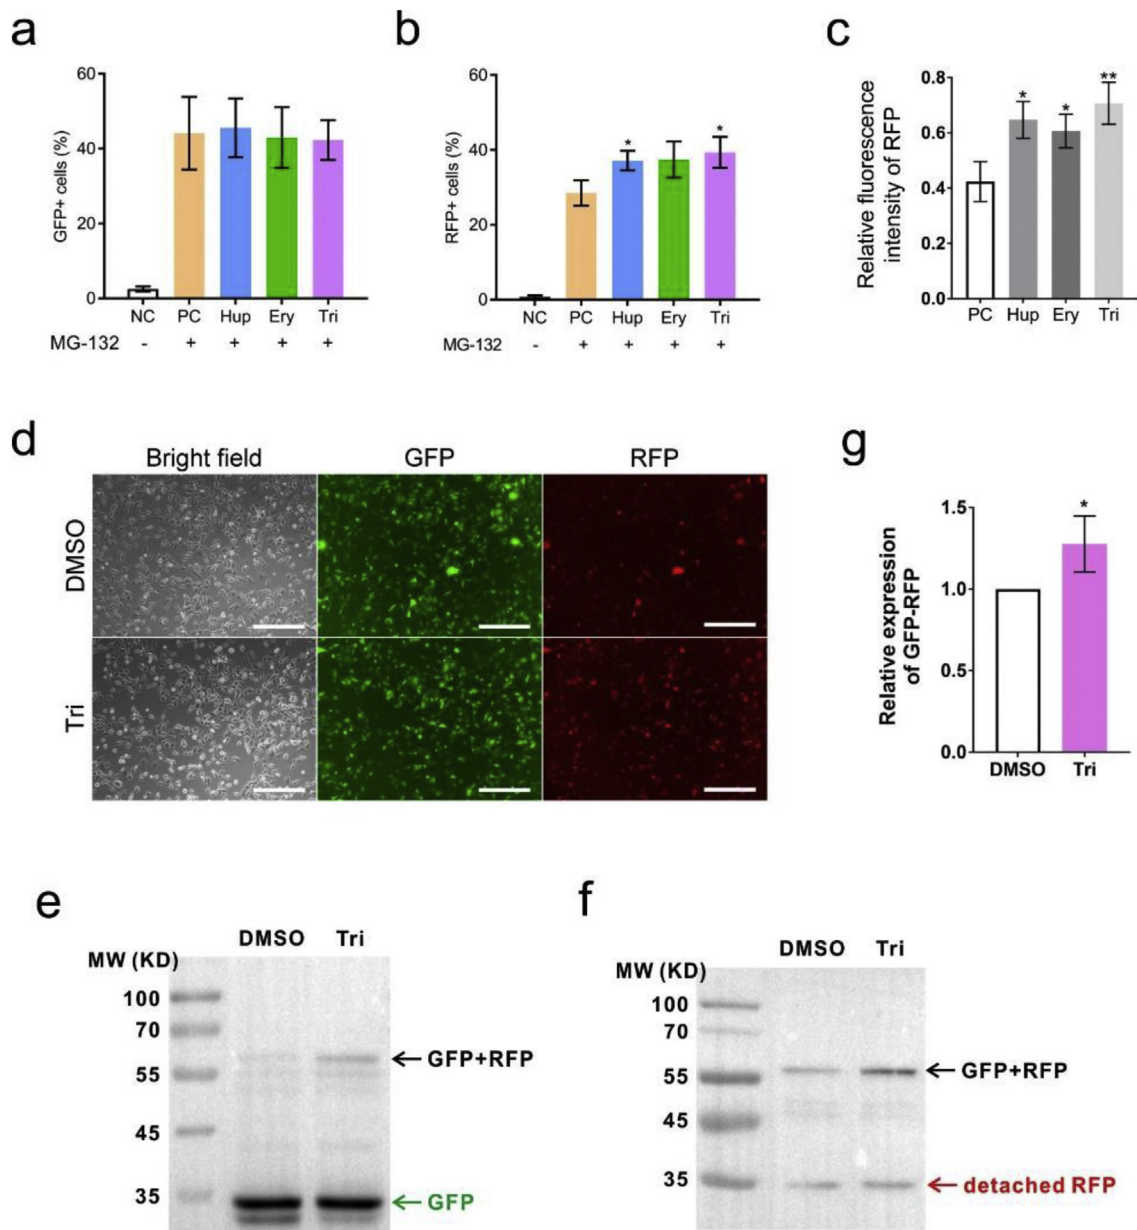 a
GFP+ cells (%)
60
40
20
0
NC PC Hup Ery Tri
MG-132 - + + + +
b
RFP+ cells (%)
60
40
20
0
* *
NC PC Hup Ery Tri
MG-132 - + + + +
c
Relative fluorescence
intensity of RFP
0.8
0.6
0.4
0.2
0.0
* * **
PC Hup Ery Tri
d
Bright field GFP RFP
DMSO
Tri
g
Relative expression
of GFP-RFP
1.5
1.0
0.5
0.0
*
DMSO Tri
e
DMSO Tri
MW (KD)
100
70
55
45
35
GFP+RFP
GFP
f
DMSO Tri
MW (KD)
100
70
55
45
35
GFP+RFP
detached RFP